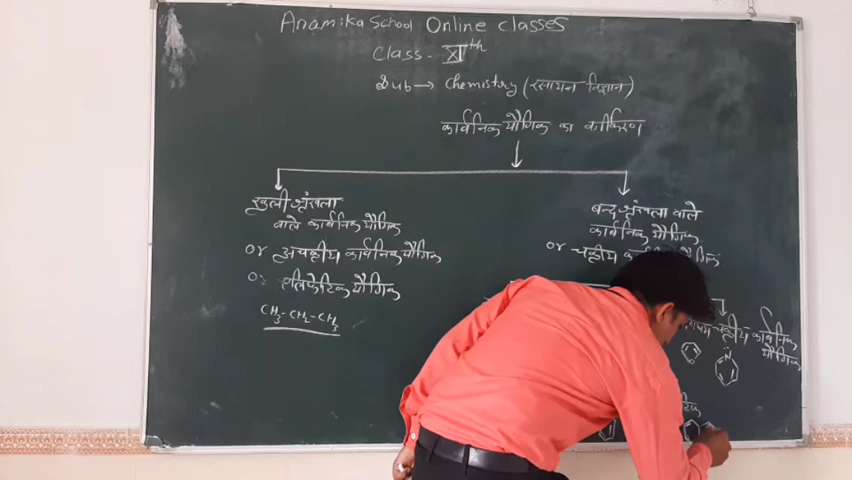 Anamika School Online classes
Class - XIth
Sub → Chemistry (रसायन विज्ञान)
कार्बनिक यौगिक का वर्गीकरण
खुली श्रृंखला
वाले कार्बनिक यौगिक
or अचक्रीय कार्बनिक यौगिक
or एलिफेटिक यौगिक
CH3-CH2-CH3
बन्द श्रृंखला वाले
कार्बनिक यौगिक
or चक्रीय
चक्रीय कार्बनिक
यौगिक
N